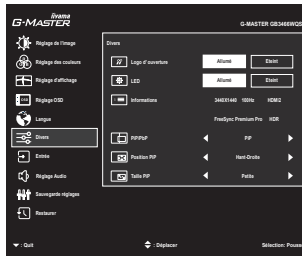 iiyama
G-MASTER
G-MASTER GB3466WQS
Réglage de l'image
Divers
Réglage des couleurs
Logo d'ouverture
Allumé
Eteint
Réglage d'affichage
LED
Allumé
Eteint
Réglage OSD
Informations
3440X1440 100Hz HDMI2
Langue
FreeSync Premium Pro HDR
Divers
PIP/PbP
PIP
Entrée
Position PIP
Haut-Droite
Réglage Audio
Taille PIP
Petite
Sauvegarde réglages
Restaurer
: Quit
: Déplacer
Sélection: Pousse